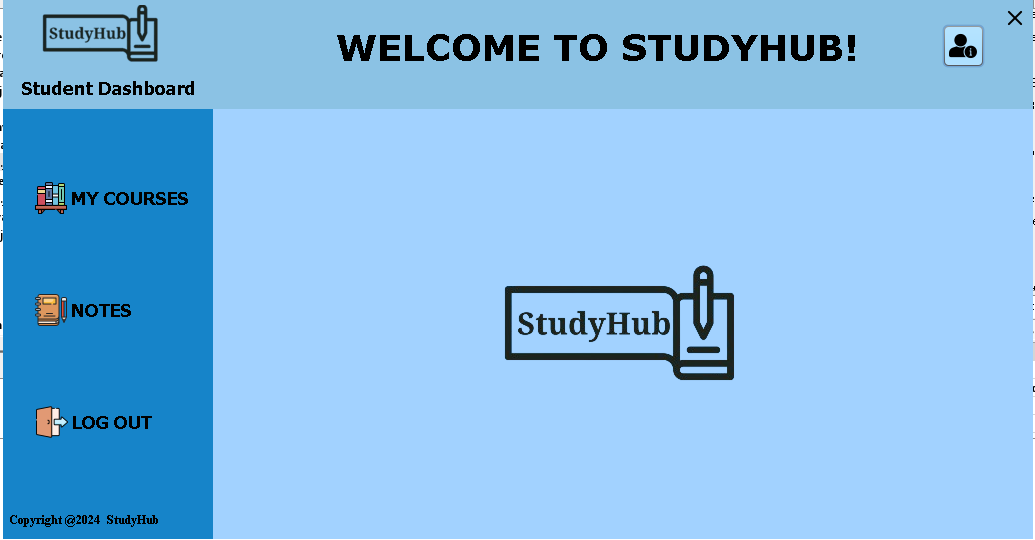 StudyHub
WELCOME TO STUDYHUB!
Student Dashboard
MY COURSES
NOTES
StudyHub
LOG OUT
Copyright @2024 StudyHub